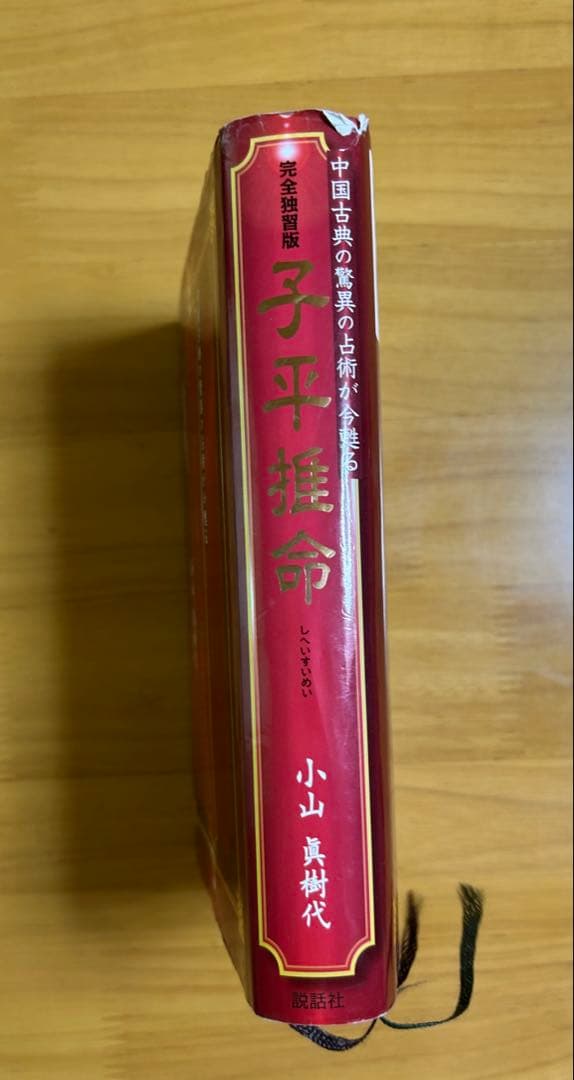 中国古典の驚異の占術が今甦る
完全独習版
子平推命
しへいすいめい
小山 眞樹代
説話社